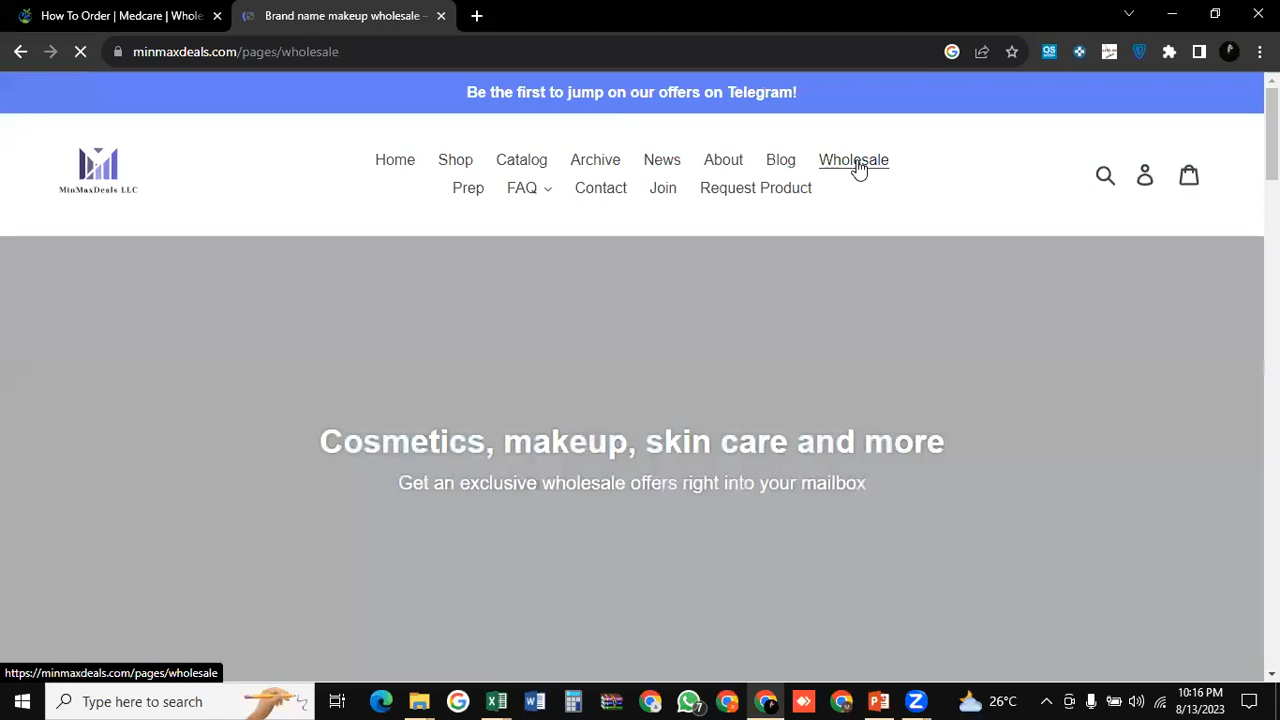 How To Order | Medcare | Whole
Brand name makeup wholesale –
minmaxdeals.com/pages/wholesale
Be the first to jump on our offers on Telegram!
MinMaxDeals LLC
Home Shop Catalog Archive News About Blog Wholesale
Prep FAQ Contact Join Request Product
Cosmetics, makeup, skin care and more
Get an exclusive wholesale offers right into your mailbox
https://minmaxdeals.com/pages/wholesale
Type here to search
7
26°C
10:16 PM
8/13/2023